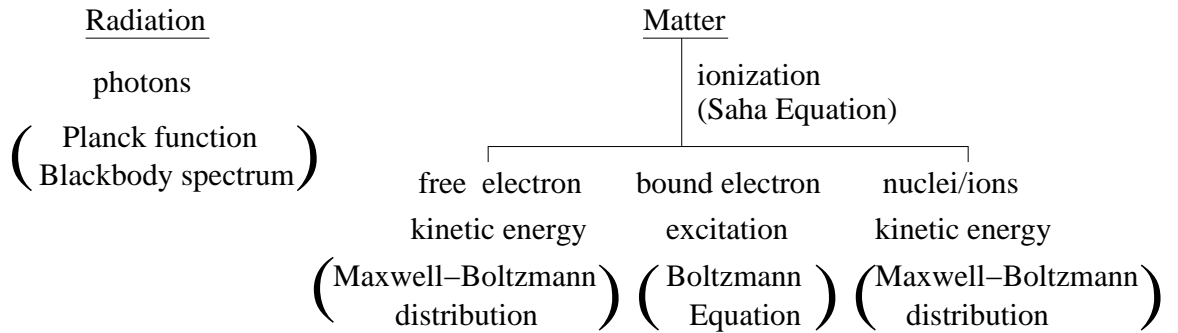 Radiation
photons
( Planck function
Blackbody spectrum )
Matter
ionization
(Saha Equation)
free electron
kinetic energy
( Maxwell–Boltzmann
distribution )
bound electron
excitation
( Boltzmann
Equation )
nuclei/ions
kinetic energy
( Maxwell–Boltzmann
distribution )